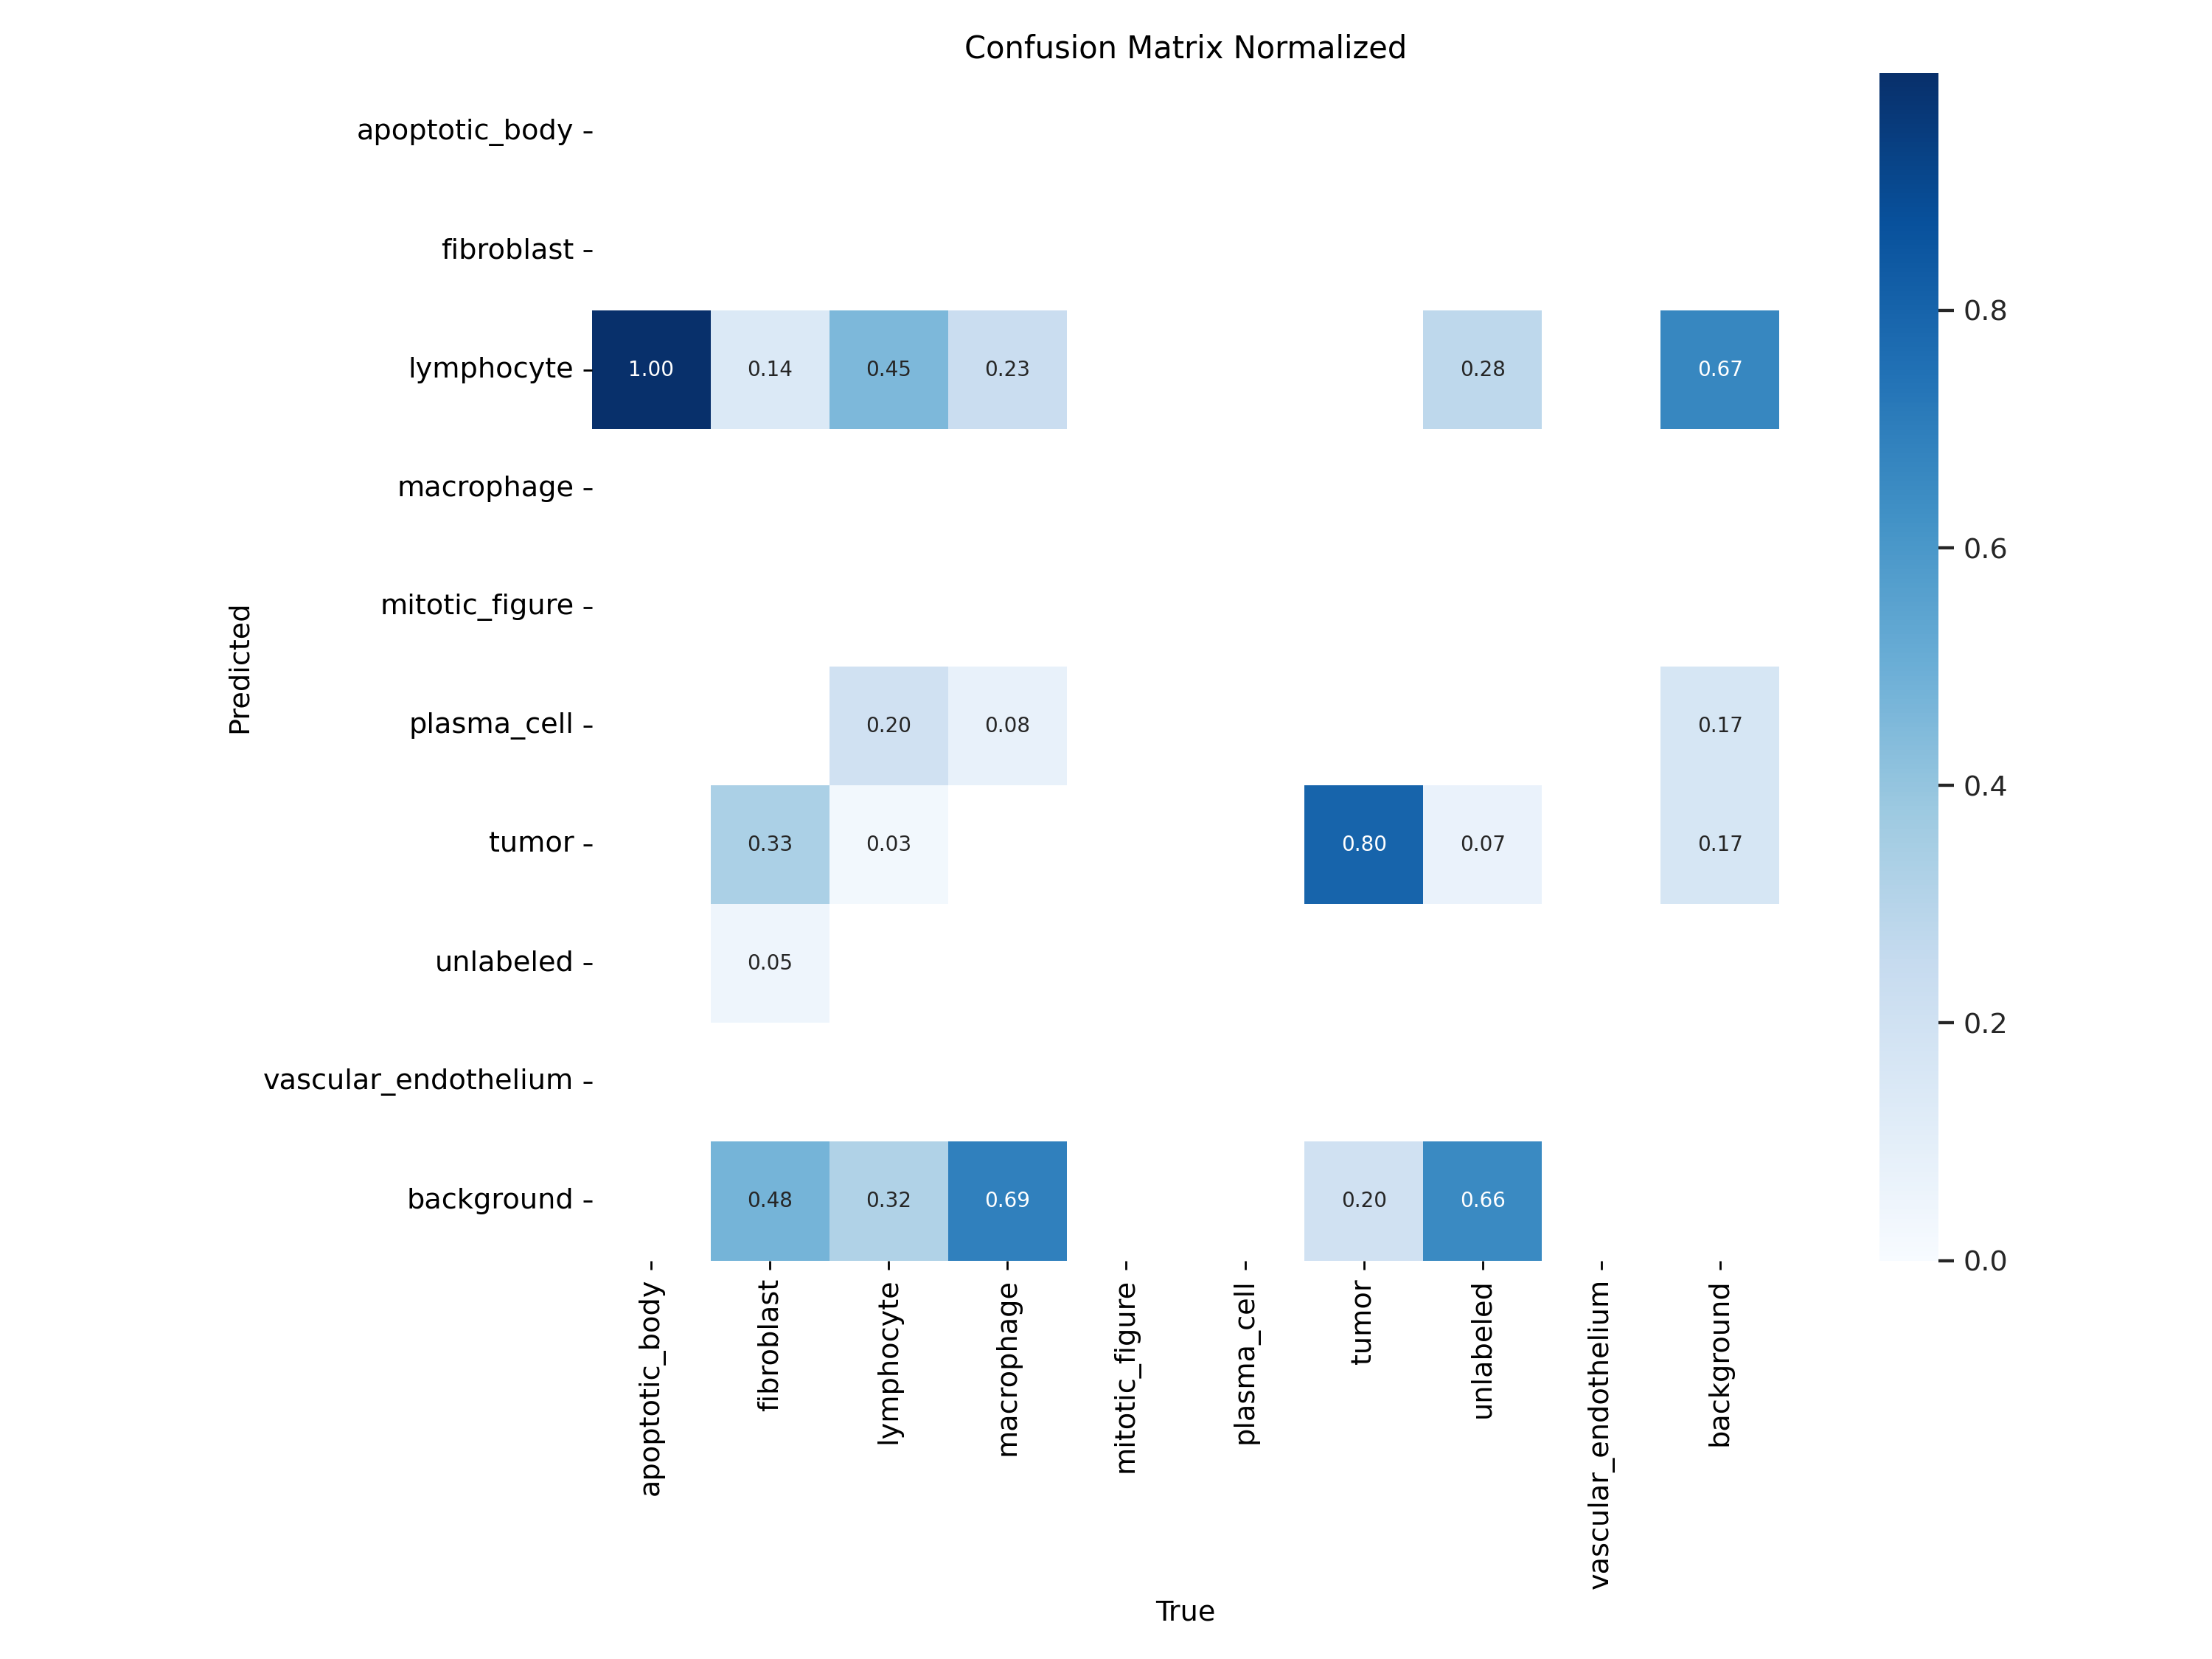 Confusion Matrix Normalized
apoptotic_body
fibroblast
lymphocyte 1.00 0.14 0.45 0.23 0.28 0.67
macrophage
mitotic_figure
plasma_cell 0.20 0.08 0.17
tumor 0.33 0.03 0.80 0.07 0.17
unlabeled 0.05
vascular_endothelium
background 0.48 0.32 0.69 0.20 0.66
Predicted
apoptotic_body
fibroblast
lymphocyte
macrophage
mitotic_figure
plasma_cell
tumor
unlabeled
vascular_endothelium
background
True
0.8
0.6
0.4
0.2
0.0